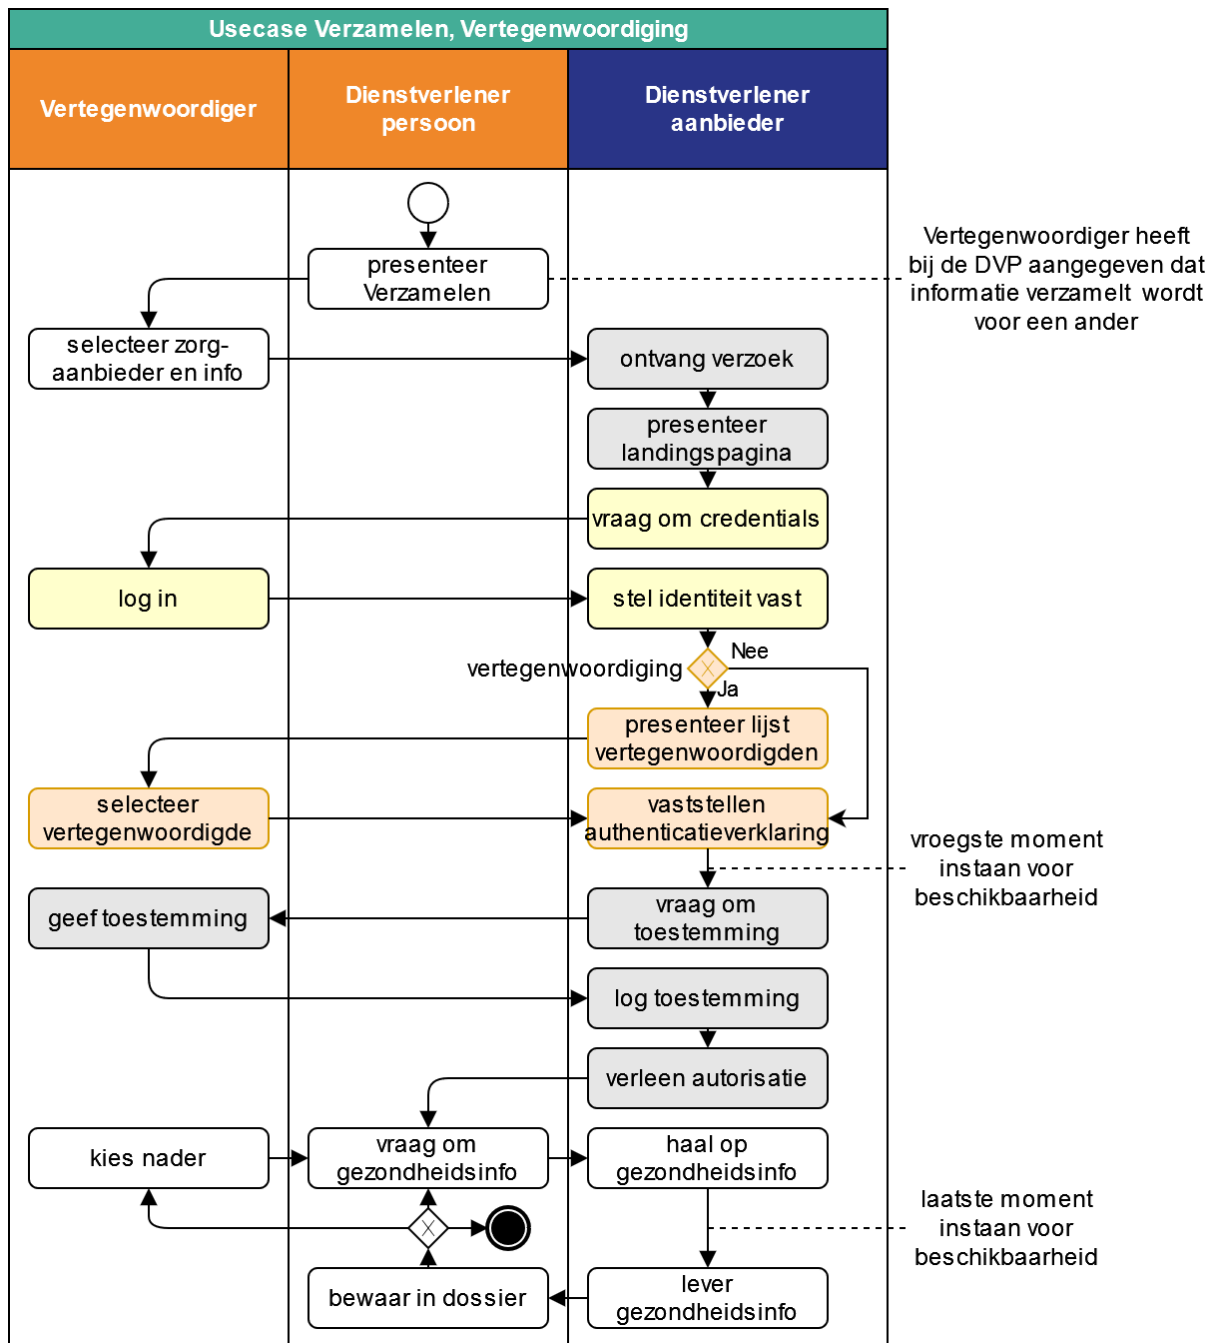 Usecase Verzamelen, Vertegenwoordiging
Vertegenwoordiger
Dienstverlener
persoon
Dienstverlener
aanbieder
presenteer
Verzamelen
Vertegenwoordiger heeft
bij de DVP aangegeven dat
informatie verzamelt wordt
voor een ander
selecteer zorg-
aanbieder en info
ontvang verzoek
presenteer
landingspagina
vraag om credentials
log in
stel identiteit vast
vertegenwoordiging
X
Nee
Ja
presenteer lijst
vertegenwoordigden
selecteer
vertegenwoordigde
vaststellen
authenticatieverklaring
vroegste moment
instaan voor
beschikbaarheid
geef toestemming
vraag om
toestemming
log toestemming
verleen autorisatie
kies nader
vraag om
gezondheidsinfo
haal op
gezondheidsinfo
X
laatste moment
instaan voor
beschikbaarheid
bewaar in dossier
lever
gezondheidsinfo